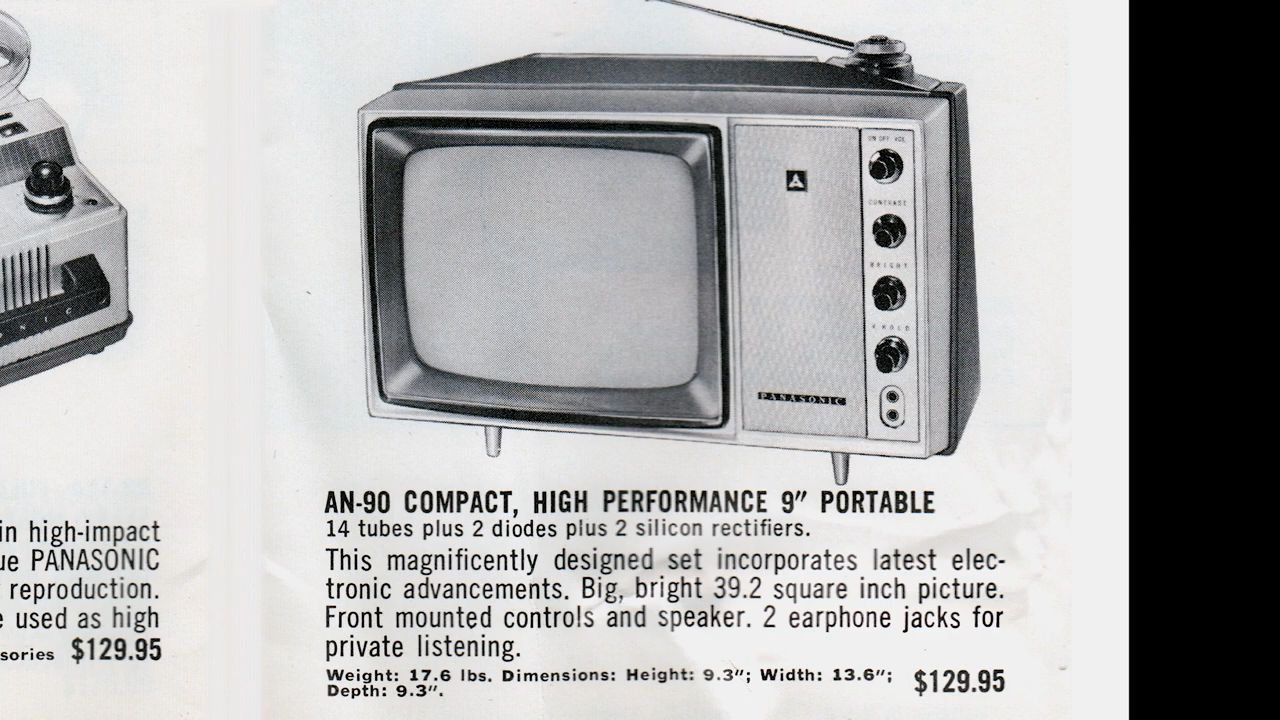 in high-impact
ue PANASONIC
reproduction.
e used as high
sories $129.95
ON OFF VOL
CONTRAST
BRIGHT
V. HOLD
PANASONIC
AN-90 COMPACT, HIGH PERFORMANCE 9" PORTABLE
14 tubes plus 2 diodes plus 2 silicon rectifiers.
This magnificently designed set incorporates latest elec-
tronic advancements. Big, bright 39.2 square inch picture.
Front mounted controls and speaker. 2 earphone jacks for
private listening.
Weight: 17.6 lbs. Dimensions: Height: 9.3"; Width: 13.6"; $129.95
Depth: 9.3".